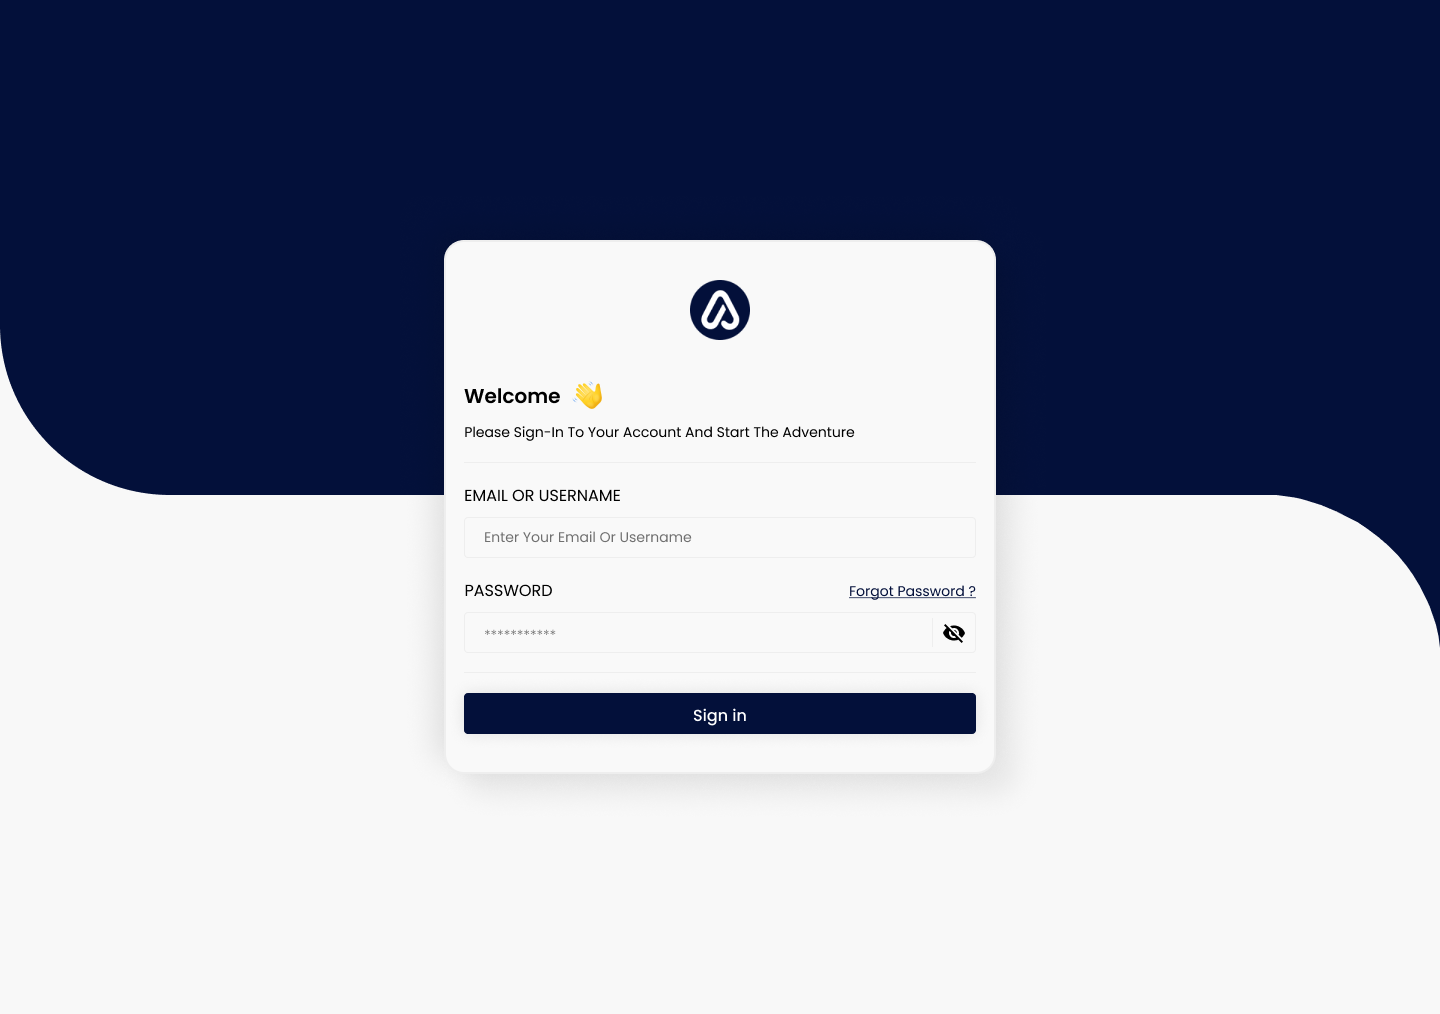 Welcome 👋
Please Sign-In To Your Account And Start The Adventure
EMAIL OR USERNAME
Enter Your Email Or Username
PASSWORD
Forgot Password ?
***********
Sign in